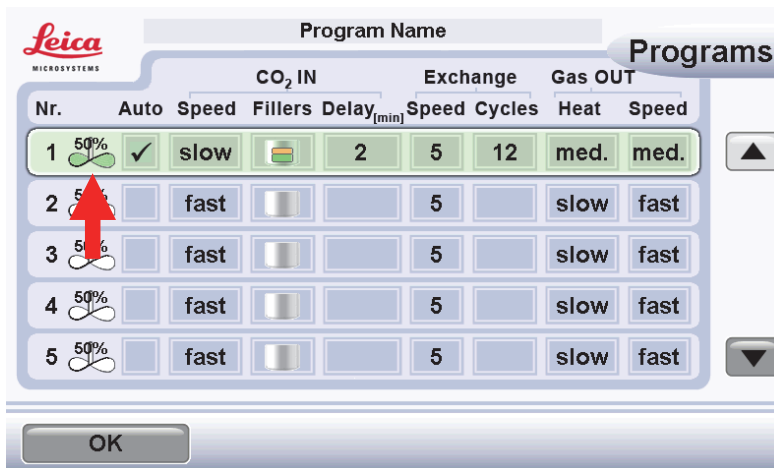 Leica
MICROSYSTEMS
Program Name
Programs
CO₂ IN Exchange Gas OUT
Nr. Auto Speed Fillers Delay[min] Speed Cycles Heat Speed
1 50% ✓ slow 2 5 12 med. med.
2 fast 5 slow fast
3 fast 5 slow fast
4 50% fast 5 slow fast
5 50% fast 5 slow fast
OK